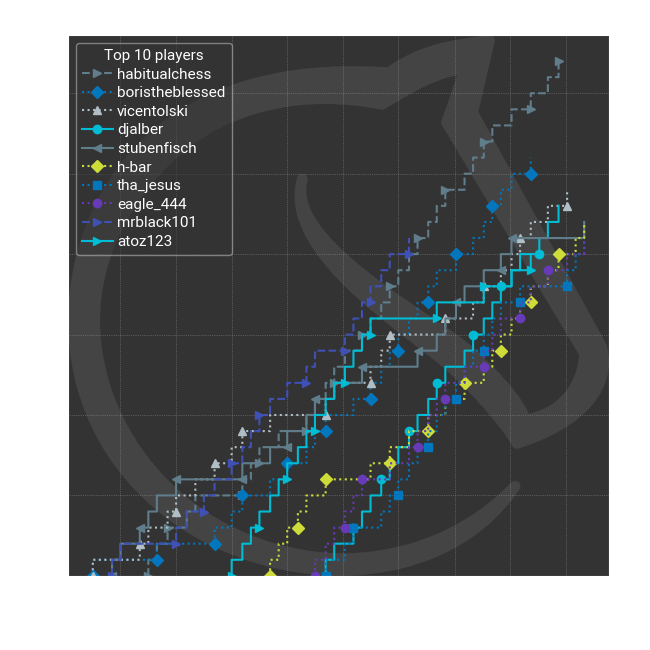 Top 10 players
habitualchess
boristheblessed
vicentolski
djalber
stubenfisch
h-bar
tha_jesus
eagle_444
mrblack101
atoz123